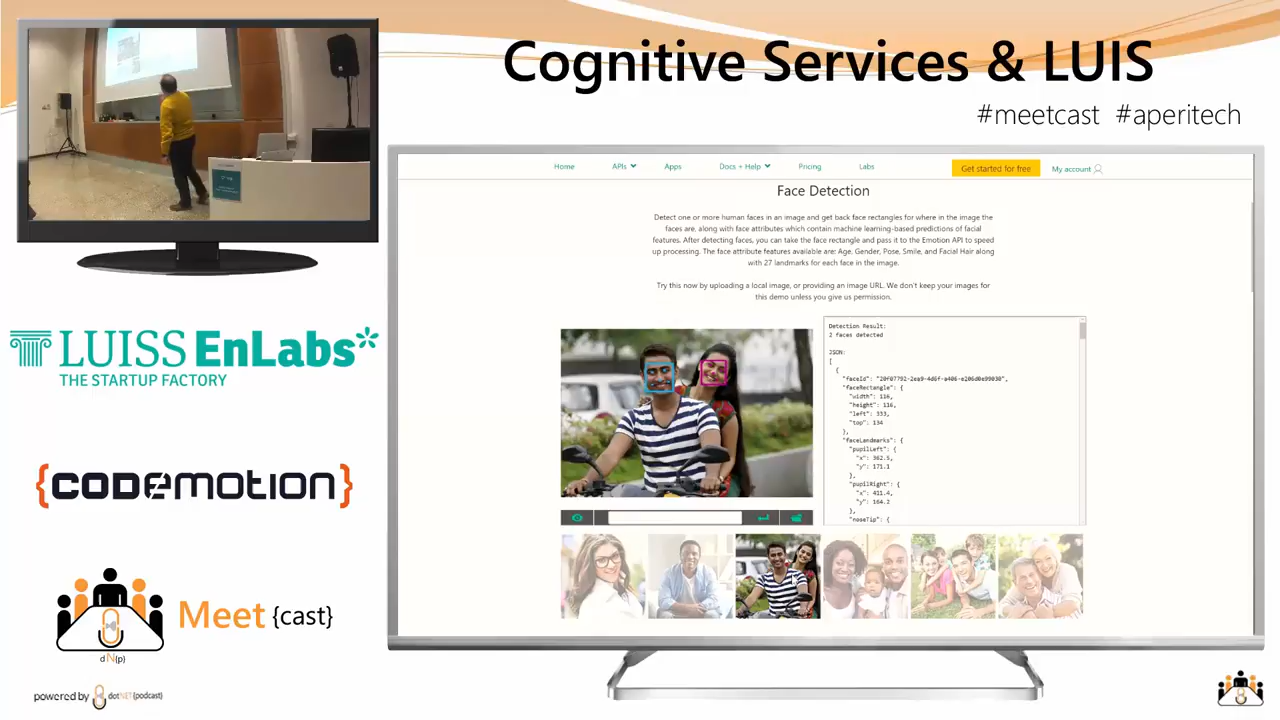 Cognitive Services & LUIS
#meetcast #aperitech
Home APIs Apps Docs + Help Pricing Labs Get started for free My account
Face Detection
Detect one or more human faces in an image and get back face rectangles for where in the image the
faces are, along with face attributes which contain machine learning-based predictions of facial
features. After detecting faces, you can take the face rectangle and pass it to the Emotion API to speed
up processing. The face attribute features available are: Age, Gender, Pose, Smile, and Facial Hair along
with 27 landmarks for each face in the image.
Try this now by uploading a local image, or providing an image URL. We don't keep your images for
this demo unless you give us permission.
Detection Result:
2 faces detected
JSON:
[
{
"faceRectangle": {
"width": 116,
"height": 116,
"left": 333,
"top": 134
},
"faceLandmarks": {
"pupilLeft": {
"x": 362.5,
"y": 171.1
},
"pupilRight": {
"x": 411.4,
"y": 164.2
},
"noseTip": {
LUISS EnLabs*
THE STARTUP FACTORY
{CODEMOTION}
Meet {cast}
dN{p}
powered by dotNET{podcast}